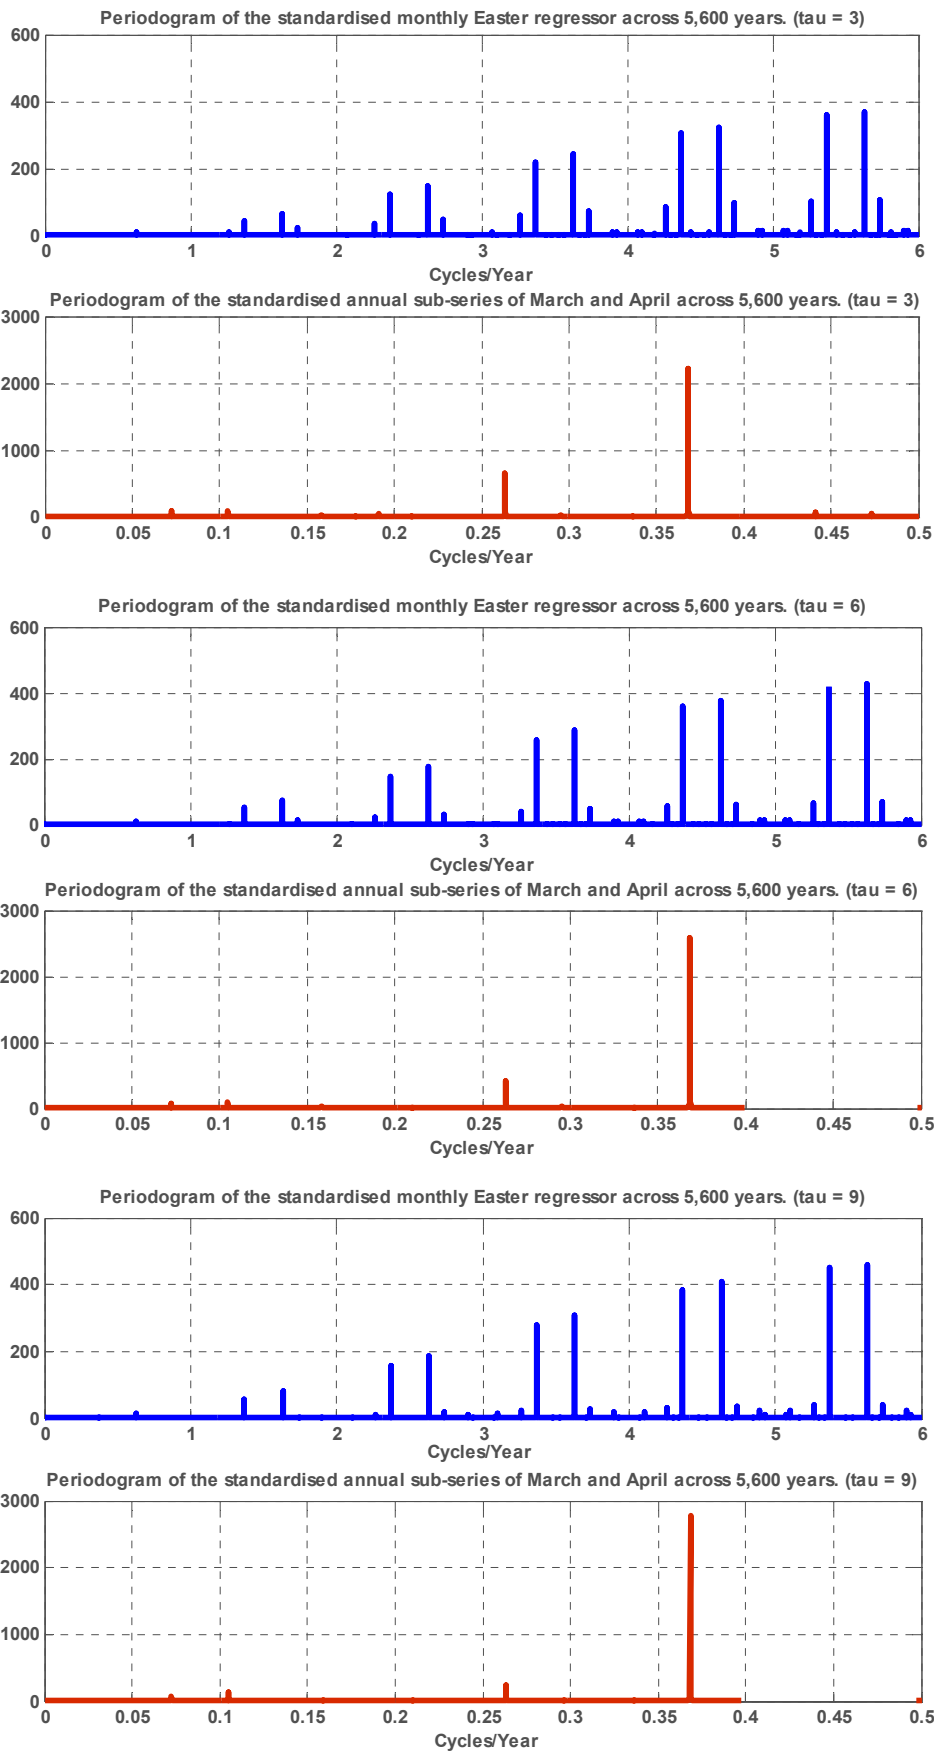 Periodogram of the standardised monthly Easter regressor across 5,600 years. (tau = 3)
600
400
200
0
0 1 2 3 4 5 6
Cycles/Year
Periodogram of the standardised annual sub-series of March and April across 5,600 years. (tau = 3)
3000
2000
1000
0
0 0.05 0.1 0.15 0.2 0.25 0.3 0.35 0.4 0.45 0.5
Cycles/Year
Periodogram of the standardised monthly Easter regressor across 5,600 years. (tau = 6)
600
400
200
0
0 1 2 3 4 5 6
Cycles/Year
Periodogram of the standardised annual sub-series of March and April across 5,600 years. (tau = 6)
3000
2000
1000
0
0 0.05 0.1 0.15 0.2 0.25 0.3 0.35 0.4 0.45 0.5
Cycles/Year
Periodogram of the standardised monthly Easter regressor across 5,600 years. (tau = 9)
600
400
200
0
0 1 2 3 4 5 6
Cycles/Year
Periodogram of the standardised annual sub-series of March and April across 5,600 years. (tau = 9)
3000
2000
1000
0
0 0.05 0.1 0.15 0.2 0.25 0.3 0.35 0.4 0.45 0.5
Cycles/Year